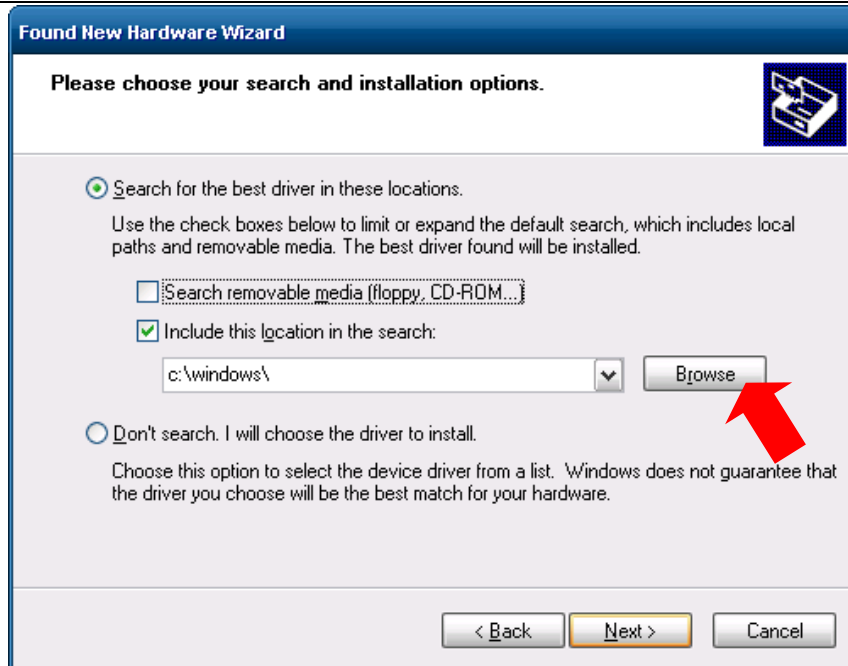 Found New Hardware Wizard
Please choose your search and installation options.
Search for the best driver in these locations.
Use the check boxes below to limit or expand the default search, which includes local
paths and removable media. The best driver found will be installed.
Search removable media (floppy, CD-ROM...)
Include this location in the search:
c:\windows\
Browse
Don't search. I will choose the driver to install.
Choose this option to select the device driver from a list.  Windows does not guarantee that
the driver you choose will be the best match for your hardware.
< Back
Next >
Cancel